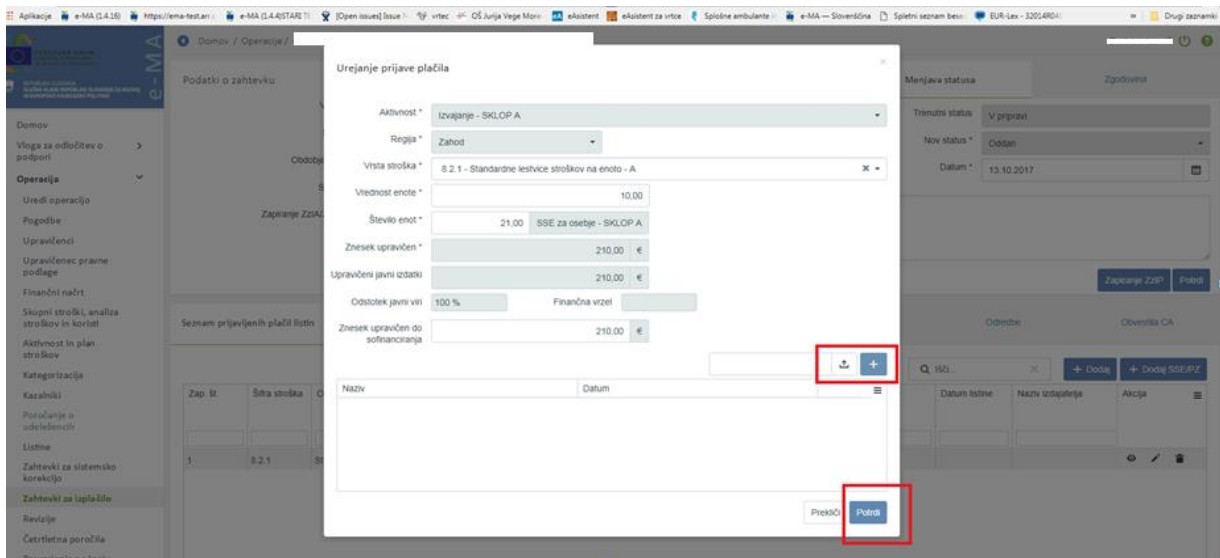 Aplikacije
e-MA (1.4.16)
https://ema-test.arr
e-MA (1.4.4)STARI T
[Open issues] Issue
vrtec
OŠ Jurija Vege Morav
eAsistent
eAsistent za vrtce
Splošne ambulante
e-MA — Slovenščina
Spletni seznam bese
EUR-Lex - 32014R04
»
Drugi zaznamki
e-MA
Domov / Operacije /
Domov
Vloga za odločitev o
podpori
Operacija
Uredi operacijo
Pogodbe
Upravičenci
Upravičenec pravne
podlage
Finančni načrt
Skupni stroški, analiza
stroškov in koristi
Aktivnost in plan
stroškov
Kategorizacija
Kazalniki
Poročanje o
udeležencih
Listine
Zahtevki za sistemsko
korekcijo
Zahtevki za izplačilo
Revizije
Četrtletna poročila
Podatki o zahtevku
Seznam prijavljenih plačil listin
Zap. št
Šifra stroška
1
8.2.1
Urejanje prijave plačila
×
Aktivnost * Izvajanje - SKLOP A
Regija * Zahod
Vrsta stroška * 8.2.1 - Standardne lestvice stroškov na enoto - A
Vrednost enote * 10,00
Število enot * 21,00 SSE za osebje - SKLOP A
Znesek upravičen * 210,00 €
Upravičeni javni izdatki 210,00 €
Odstotek javni viri 100 % Finančna vrzel
Znesek upravičen do
sofinanciranja 210,00 €
+
Naziv Datum
Prekliči Potrdi
Menjava statusa Zgodovina
Trenutni status V pripravi
Nov status * Oddan
Datum * 13.10.2017
Zapiranje ZzIP Potrdi
Odredbe Obvestila CA
Išči... × + Dodaj + Dodaj SSE/PZ
Datum listine Naziv izdajatelja Akcija